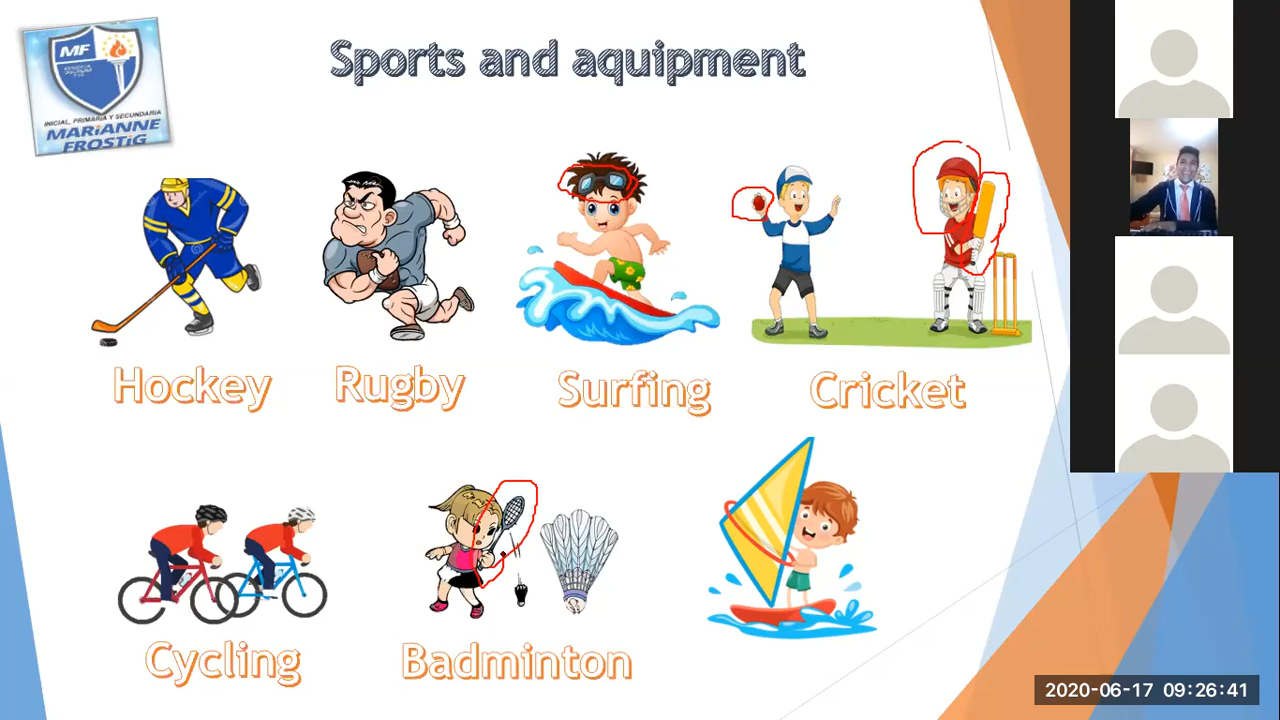 Sports and aquipment
MF
INICIAL, PRIMARIA Y SECUNDARIA
MARiANNE
FROSTiG
Hockey
Rugby
Surfing
Cricket
Cycling
Badminton
2020-06-17 09:26:41